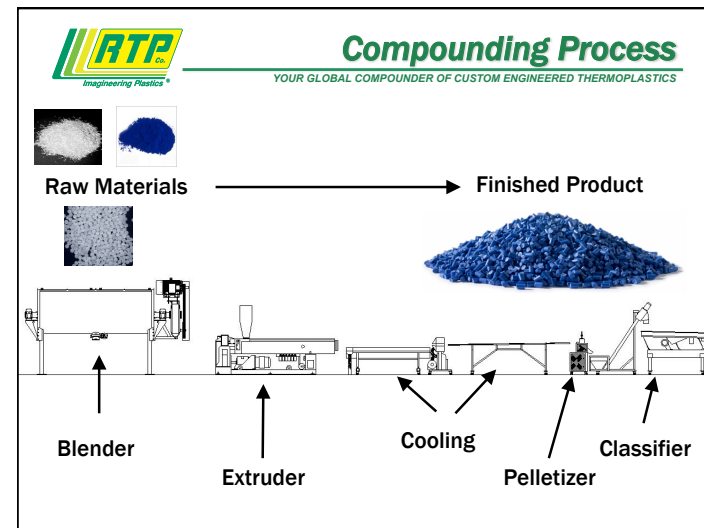 RTP
Co.
Imagineering Plastics®
Compounding Process
YOUR GLOBAL COMPOUNDER OF CUSTOM ENGINEERED THERMOPLASTICS
Raw Materials
Finished Product
Blender
Extruder
Cooling
Pelletizer
Classifier